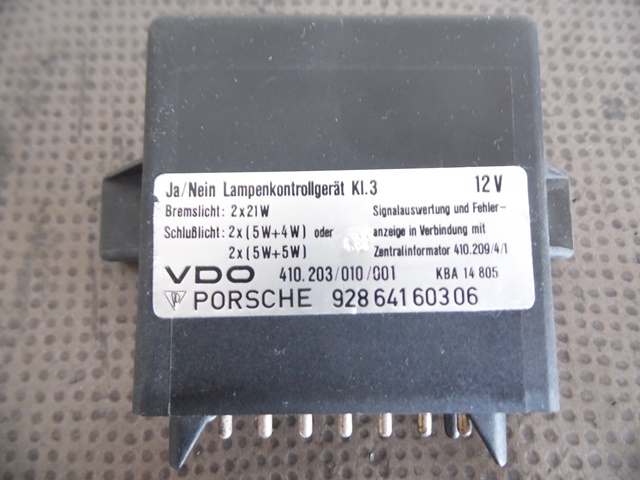 Ja/Nein Lampenkontrollgerät Kl.3 12 V
Bremslicht: 2x21W Signalauswertung und Fehler-
Schlußlicht: 2x(5W+4W) oder anzeige in Verbindung mit
2x(5W+5W) Zentralinformator 410.209/4/1
VDO 410.203/010/001 KBA 14 805
PORSCHE 928 641 603 06